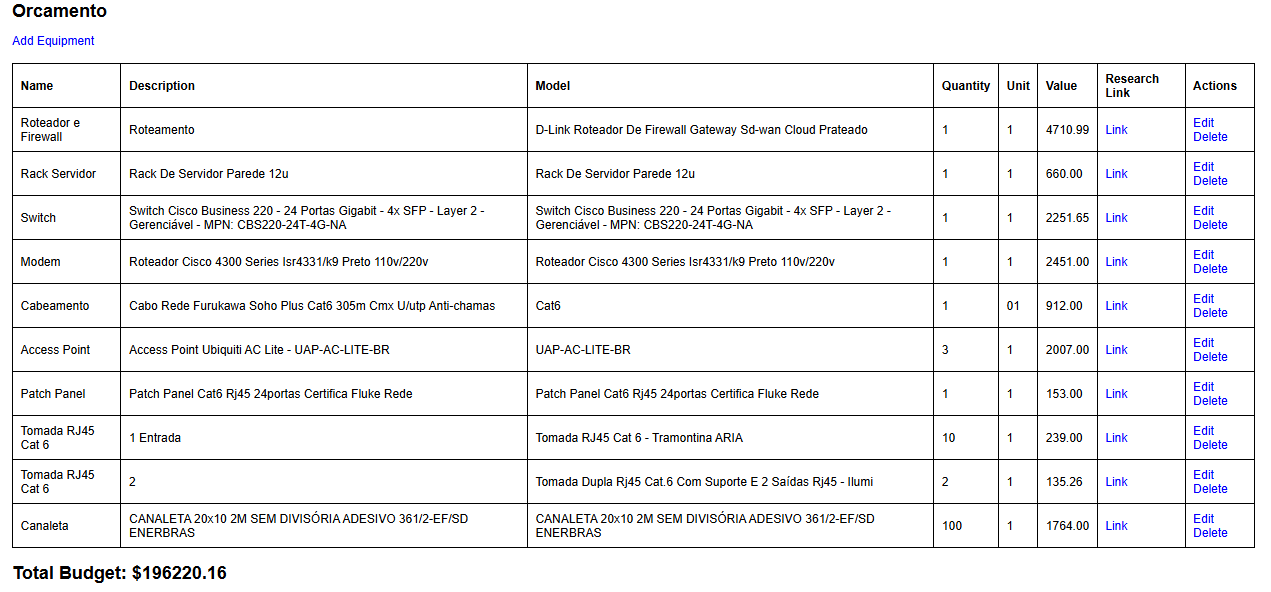 Orcamento
Add Equipment
Name Description Model Quantity Unit Value Research Link Actions
Roteador e Firewall Roteamento D-Link Roteador De Firewall Gateway Sd-wan Cloud Prateado 1 1 4710.99 Link Edit Delete
Rack Servidor Rack De Servidor Parede 12u Rack De Servidor Parede 12u 1 1 660.00 Link Edit Delete
Switch Switch Cisco Business 220 - 24 Portas Gigabit - 4x SFP - Layer 2 - Gerenciável - MPN: CBS220-24T-4G-NA Switch Cisco Business 220 - 24 Portas Gigabit - 4x SFP - Layer 2 - Gerenciável - MPN: CBS220-24T-4G-NA 1 1 2251.65 Link Edit Delete
Modem Roteador Cisco 4300 Series Isr4331/k9 Preto 110v/220v Roteador Cisco 4300 Series Isr4331/k9 Preto 110v/220v 1 1 2451.00 Link Edit Delete
Cabeamento Cabo Rede Furukawa Soho Plus Cat6 305m Cmx U/utp Anti-chamas Cat6 1 01 912.00 Link Edit Delete
Access Point Access Point Ubiquiti AC Lite - UAP-AC-LITE-BR UAP-AC-LITE-BR 3 1 2007.00 Link Edit Delete
Patch Panel Patch Panel Cat6 Rj45 24portas Certifica Fluke Rede Patch Panel Cat6 Rj45 24portas Certifica Fluke Rede 1 1 153.00 Link Edit Delete
Tomada RJ45 Cat 6 1 Entrada Tomada RJ45 Cat 6 - Tramontina ARIA 10 1 239.00 Link Edit Delete
Tomada RJ45 Cat 6 2 Tomada Dupla Rj45 Cat.6 Com Suporte E 2 Saídas Rj45 - Ilumi 2 1 135.26 Link Edit Delete
Canaleta CANALETA 20x10 2M SEM DIVISÓRIA ADESIVO 361/2-EF/SD ENERBRAS CANALETA 20x10 2M SEM DIVISÓRIA ADESIVO 361/2-EF/SD ENERBRAS 100 1 1764.00 Link Edit Delete
Total Budget: $196220.16